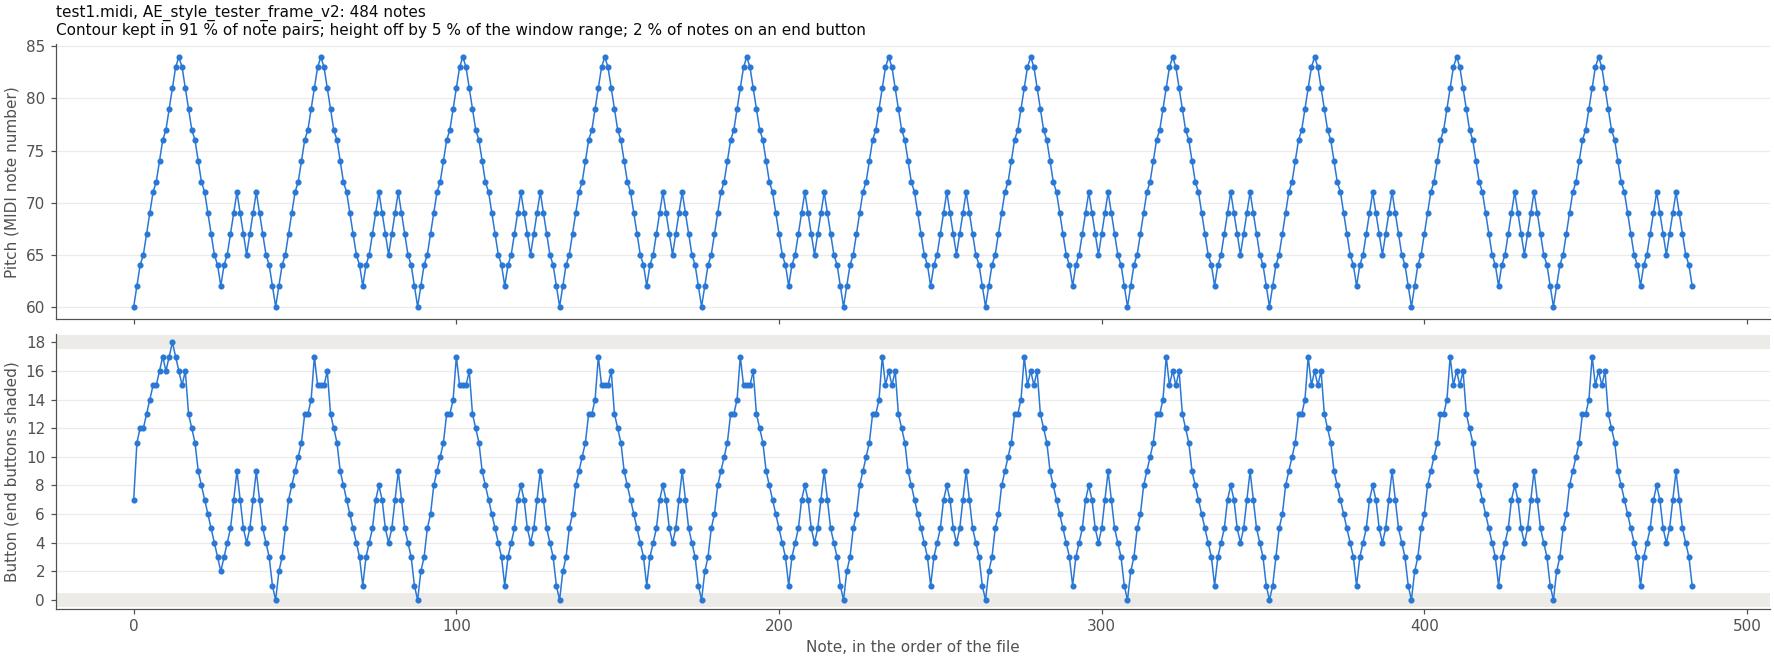 test1.midi, AE_style_tester_frame_v2: 484 notes
Contour kept in 91 % of note pairs; height off by 5 % of the window range; 2 % of notes on an end button
Pitch (MIDI note number)
85
80
75
70
65
60
Button (end buttons shaded)
18
16
14
12
10
8
6
4
2
0
0 100 200 300 400 500
Note, in the order of the file